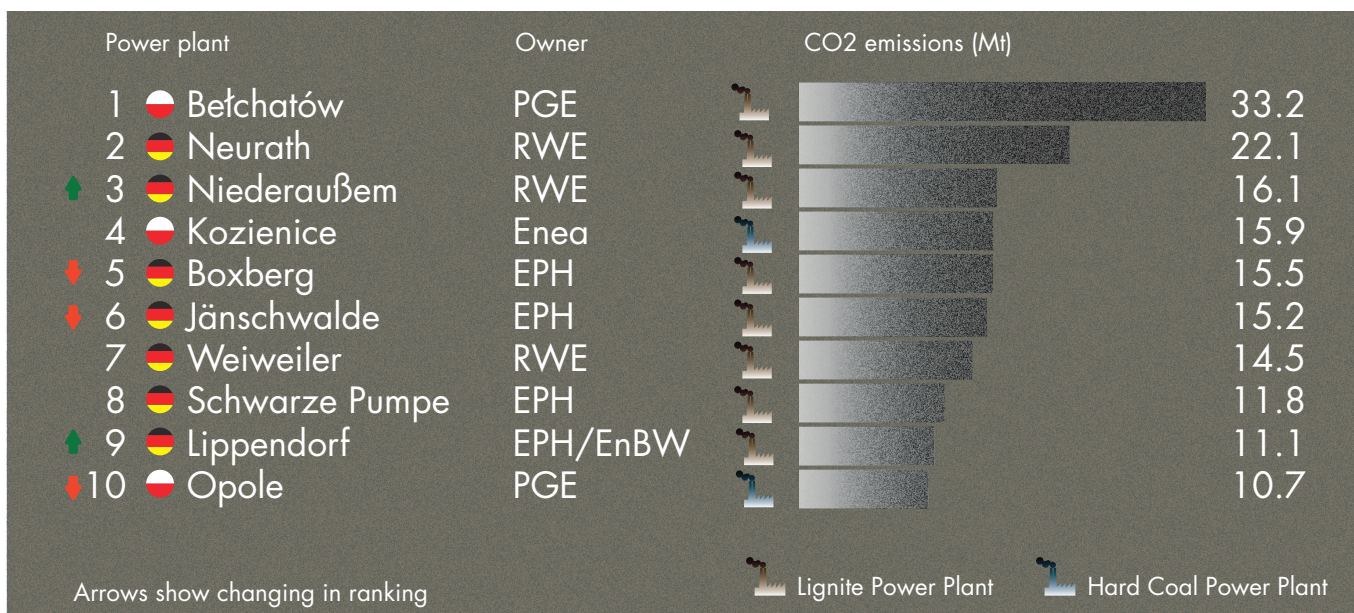 Power plant Owner CO2 emissions (Mt)
1 Bełchatów PGE 33.2
2 Neurath RWE 22.1
3 Niederaußem RWE 16.1
4 Kozienice Enea 15.9
5 Boxberg EPH 15.5
6 Jänschwalde EPH 15.2
7 Weiweiler RWE 14.5
8 Schwarze Pumpe EPH 11.8
9 Lippendorf EPH/EnBW 11.1
10 Opole PGE 10.7
Arrows show changing in ranking Lignite Power Plant Hard Coal Power Plant